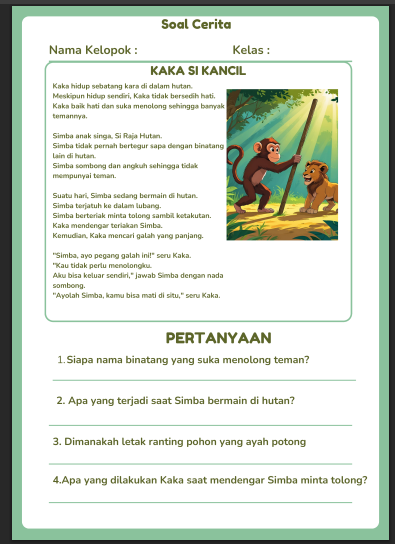 Soal Cerita
Nama Kelopok : Kelas :
KAKA SI KANCIL
Kaka hidup sebatang kara di dalam hutan.
Meskipun hidup sendiri, Kaka tidak bersedih hati.
Kaka baik hati dan suka menolong sehingga banyak
temannya.
Simba anak singa, Si Raja Hutan.
Simba tidak pernah bertegur sapa dengan binatang
lain di hutan.
Simba sombong dan angkuh sehingga tidak
mempunyai teman.
Suatu hari, Simba sedang bermain di hutan.
Simba terjatuh ke dalam lubang.
Simba berteriak minta tolong sambil ketakutan.
Kaka mendengar teriakan Simba.
Kemudian, Kaka mencari galah yang panjang.
"Simba, ayo pegang galah ini!" seru Kaka.
"Kau tidak perlu menolongku.
Aku bisa keluar sendiri," jawab Simba dengan nada
sombong.
"Ayolah Simba, kamu bisa mati di situ," seru Kaka.
PERTANYAAN
1.Siapa nama binatang yang suka menolong teman?
2. Apa yang terjadi saat Simba bermain di hutan?
3. Dimanakah letak ranting pohon yang ayah potong
4.Apa yang dilakukan Kaka saat mendengar Simba minta tolong?